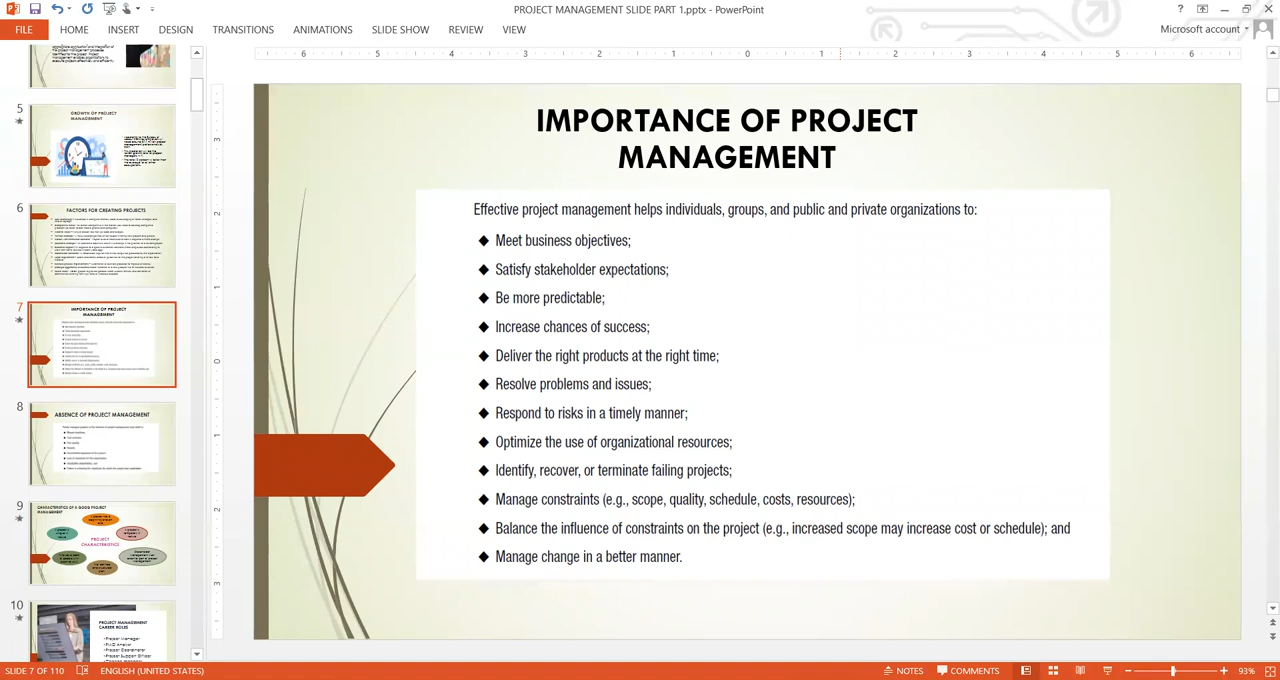 PROJECT MANAGEMENT SLIDE PART 1.pptx - PowerPoint
FILE HOME INSERT DESIGN TRANSITIONS ANIMATIONS SLIDE SHOW REVIEW VIEW
Microsoft account
5
GROWTH OF PROJECT
MANAGEMENT
6
FACTORS FOR CREATING PROJECTS
7
IMPORTANCE OF PROJECT
MANAGEMENT
8
ABSENCE OF PROJECT MANAGEMENT
9
CHARACTERISTICS OF A GOOD PROJECT
MANAGEMENT
PROJECT
CHARACTERISTICS
10
PROJECT MANAGEMENT
CAREER ROLES
IMPORTANCE OF PROJECT
MANAGEMENT
Effective project management helps individuals, groups, and public and private organizations to:
◆ Meet business objectives;
◆ Satisfy stakeholder expectations;
◆ Be more predictable;
◆ Increase chances of success;
◆ Deliver the right products at the right time;
◆ Resolve problems and issues;
◆ Respond to risks in a timely manner;
◆ Optimize the use of organizational resources;
◆ Identify, recover, or terminate failing projects;
◆ Manage constraints (e.g., scope, quality, schedule, costs, resources);
◆ Balance the influence of constraints on the project (e.g., increased scope may increase cost or schedule); and
◆ Manage change in a better manner.
SLIDE 7 OF 110 ENGLISH (UNITED STATES) NOTES COMMENTS 93%